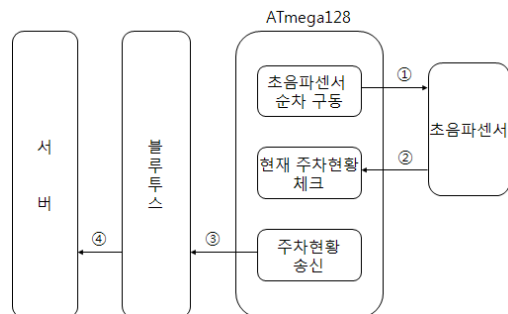 ATmega128
초음파센서
순차 구동
①
초음파센서
서
버
블
루
투
스
현재 주차현황
체크
②
주차현황
송신
③
④